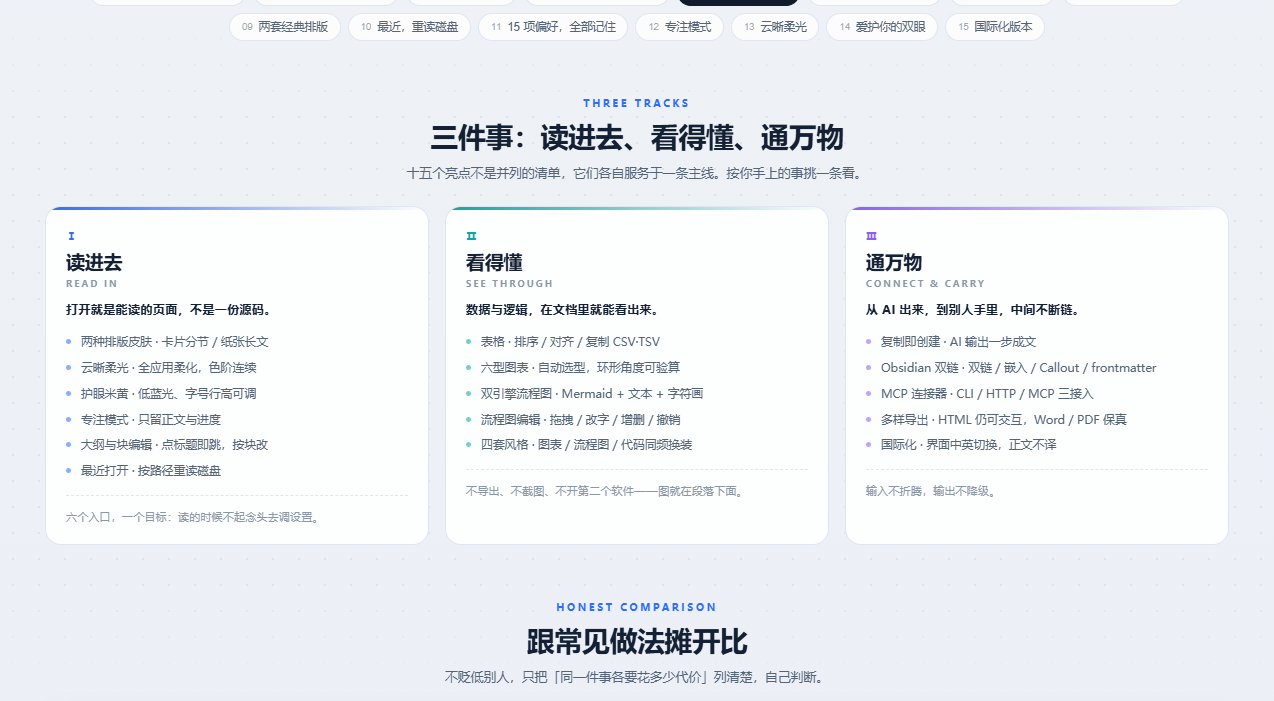 09 两套经典排版
10 最近，重读磁盘
11 15 项偏好，全部记住
12 专注模式
13 云晰柔光
14 爱护你的双眼
15 国际化版本
THREE TRACKS
三件事：读进去、看得懂、通万物
十五个亮点不是并列的清单，它们各自服务于一条主线。按你手上的事挑一条看。
I
读进去
READ IN
打开就是能读的页面，不是一份源码。
两种排版皮肤 · 卡片分节 / 纸张长文
云晰柔光 · 全应用柔化，色阶连续
护眼米黄 · 低蓝光、字号行高可调
专注模式 · 只留正文与进度
大纲与块编辑 · 点标题即跳，按块改
最近打开 · 按路径重读磁盘
六个入口，一个目标：读的时候不起念头去调设置。
II
看得懂
SEE THROUGH
数据与逻辑，在文档里就能看出来。
表格 · 排序 / 对齐 / 复制 CSV·TSV
六型图表 · 自动选型，环形角度可验算
双引擎流程图 · Mermaid + 文本 + 字符画
流程图编辑 · 拖拽 / 改字 / 增删 / 撤销
四套风格 · 图表 / 流程图 / 代码同频换装
不导出、不截图、不开第二个软件——图就在段落下面。
III
通万物
CONNECT & CARRY
从 AI 出来，到别人手里，中间不断链。
复制即创建 · AI 输出一步成文
Obsidian 双链 · 双链 / 嵌入 / Callout / frontmatter
MCP 连接器 · CLI / HTTP / MCP 三接入
多样导出 · HTML 仍可交互，Word / PDF 保真
国际化 · 界面中英切换，正文不译
输入不折腾，输出不降级。
HONEST COMPARISON
跟常见做法摊开比
不贬低别人，只把「同一件事各要花多少代价」列清楚，自己判断。